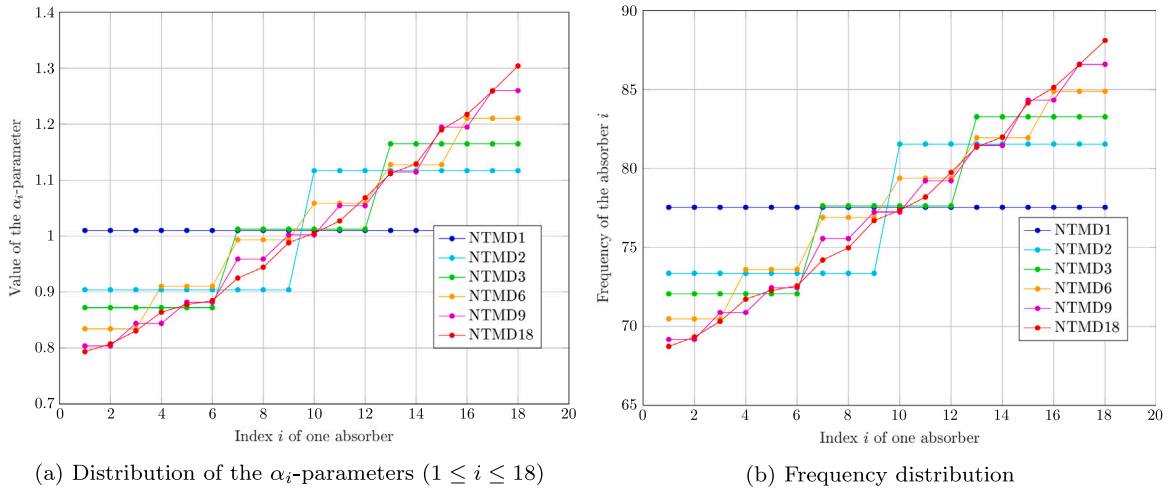 1.4
1.3
1.2
1.1
1.0
0.9
0.8
0.7
Value of the αᵢ-parameter
NTMD1
NTMD2
NTMD3
NTMD6
NTMD9
NTMD18
0 2 4 6 8 10 12 14 16 18 20
Index i of one absorber
(a) Distribution of the αᵢ-parameters (1 ≤ i ≤ 18)
90
85
80
75
70
65
Frequency of the absorber i
NTMD1
NTMD2
NTMD3
NTMD6
NTMD9
NTMD18
0 2 4 6 8 10 12 14 16 18 20
Index i of one absorber
(b) Frequency distribution